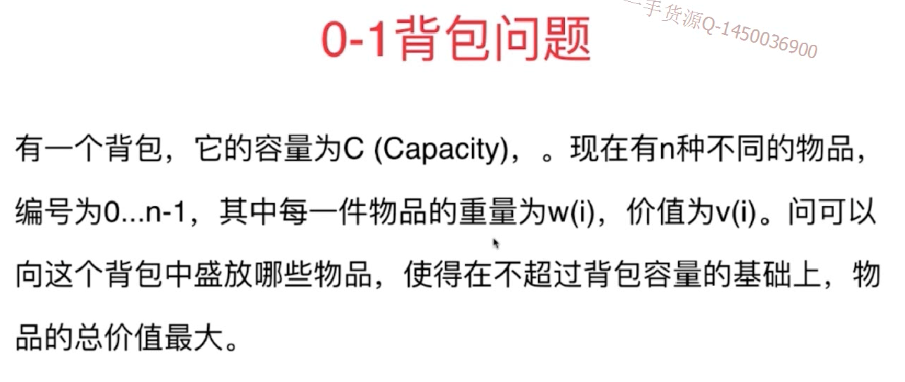 一手货源Q-1450036900
0-1背包问题
有一个背包，它的容量为C (Capacity)，。现在有n种不同的物品，
编号为0...n-1，其中每一件物品的重量为w(i)，价值为v(i)。问可以
向这个背包中盛放哪些物品，使得在不超过背包容量的基础上，物
品的总价值最大。